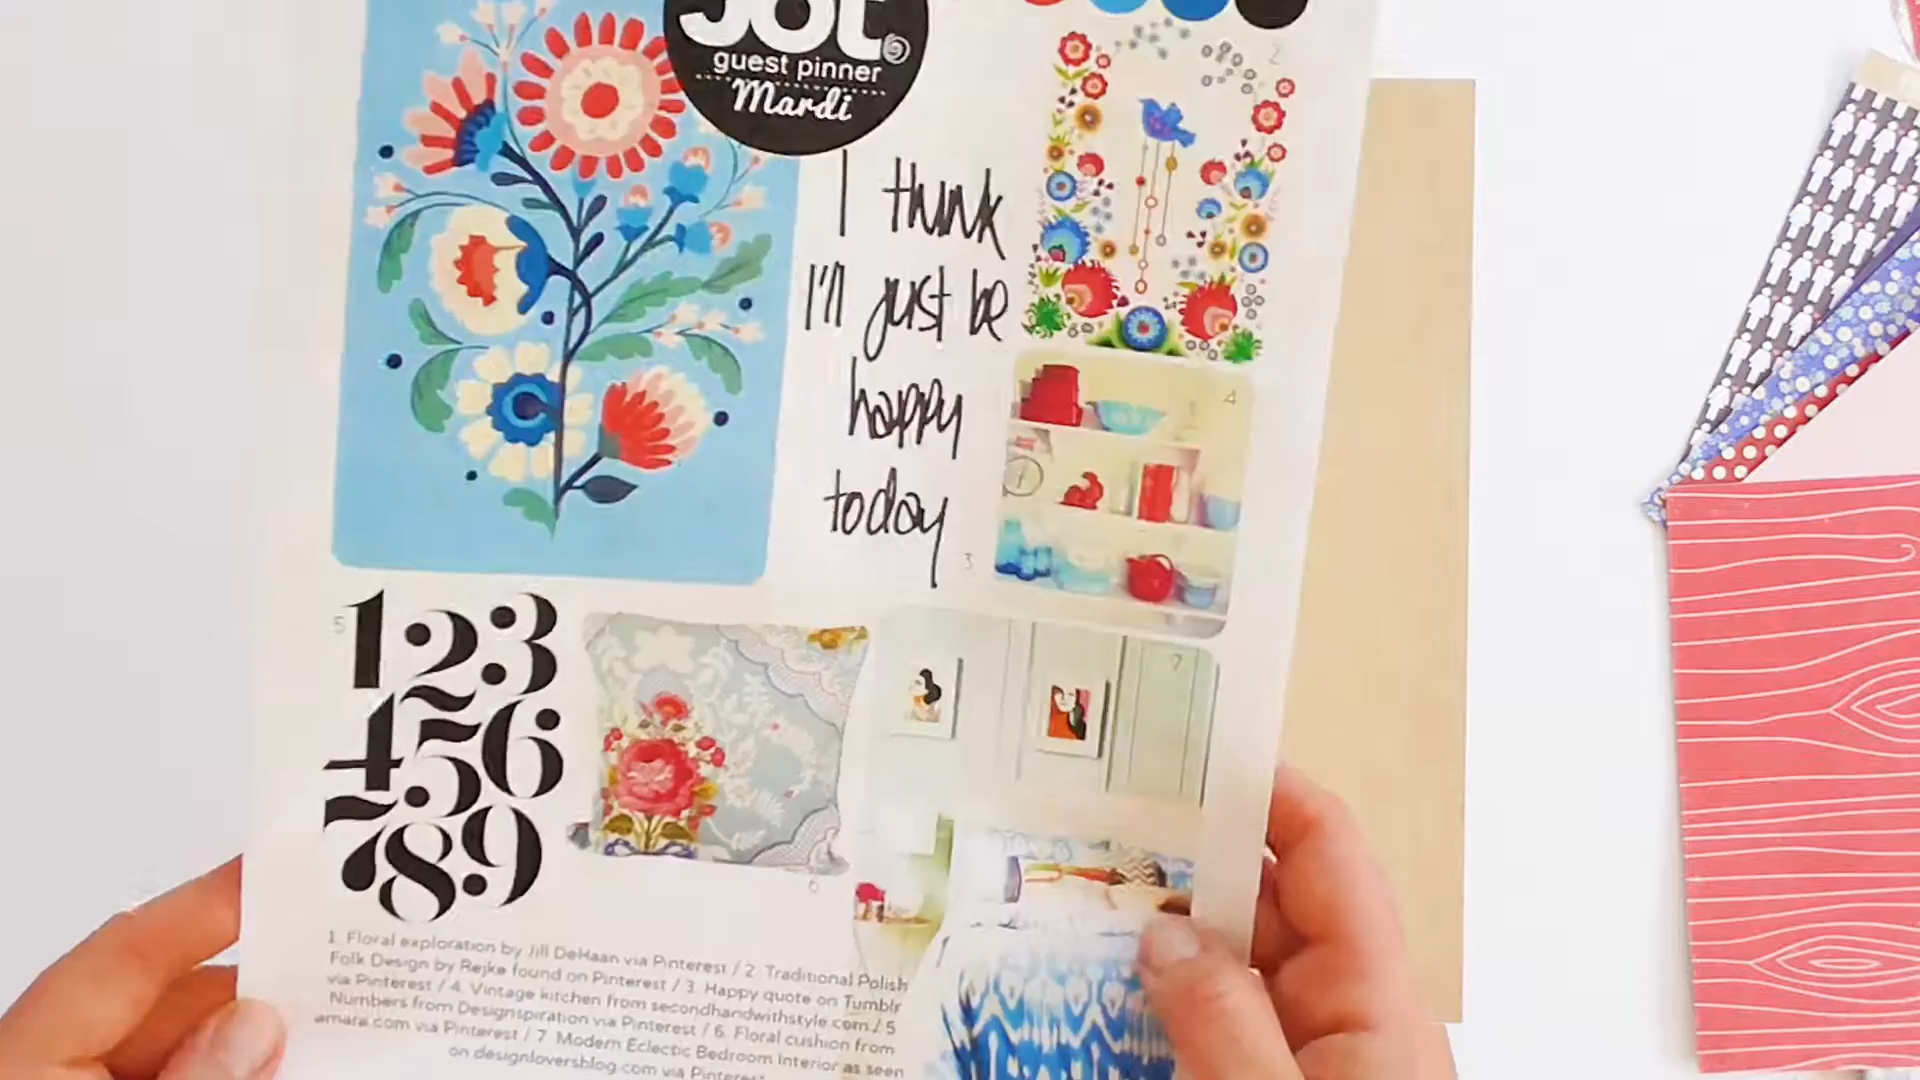 Jot
guest pinner
Mardi
2
I think
I'll just be
happy
today
4
3
5
123
456
789
7
6
1. Floral exploration by Jill DeHaan via Pinterest / 2. Traditional Polish
Folk Design by Rejke found on Pinterest / 3. Happy quote on Tumblr
via Pinterest / 4. Vintage kitchen from secondhandwithstyle.com / 5
Numbers from Designspiration via Pinterest / 6. Floral cushion from
amara.com via Pinterest / 7. Modern Eclectic Bedroom Interior as seen
on designloversblog.com via Pinterest